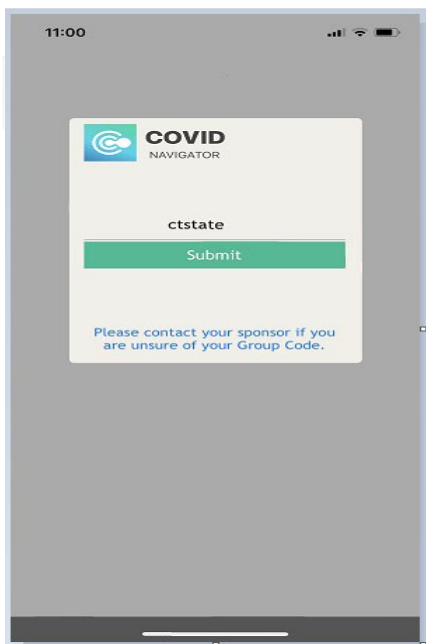 11:00
COVID
NAVIGATOR
ctstate
Submit
Please contact your sponsor if you
are unsure of your Group Code.